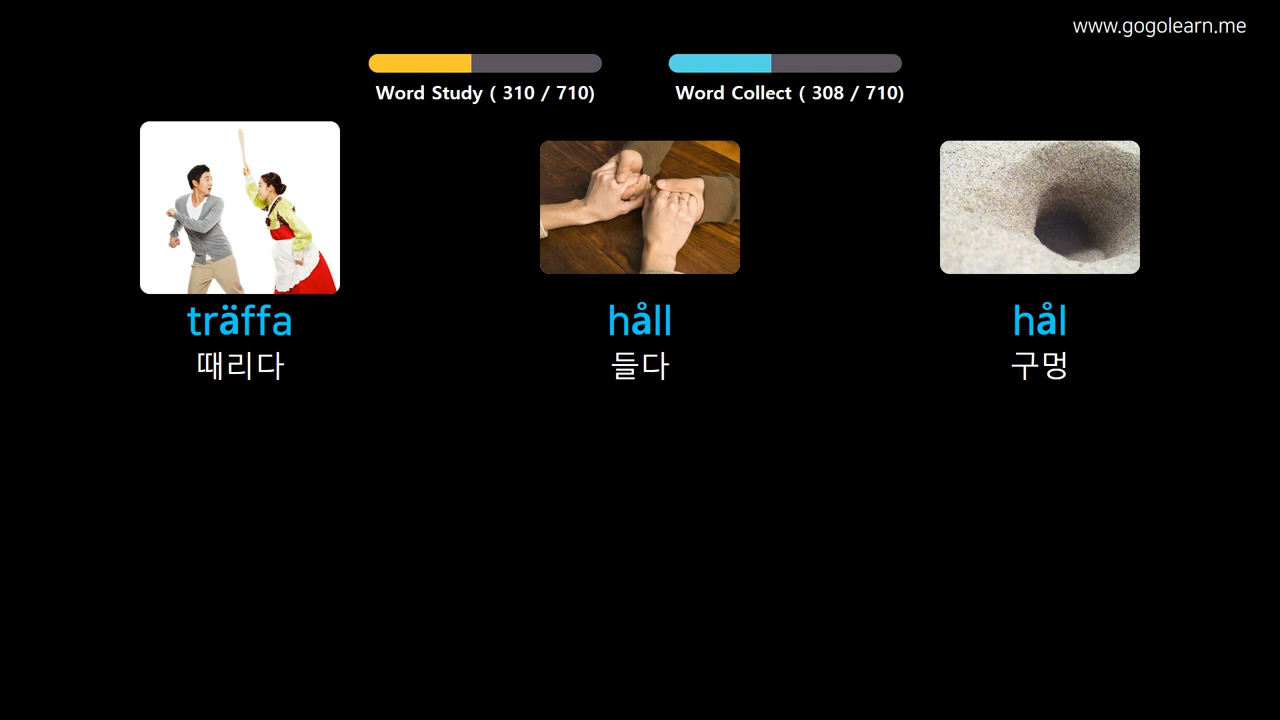 www.gogolearn.me
Word Study ( 310 / 710)
Word Collect ( 308 / 710)
träffa
håll
hål
때리다
들다
구멍